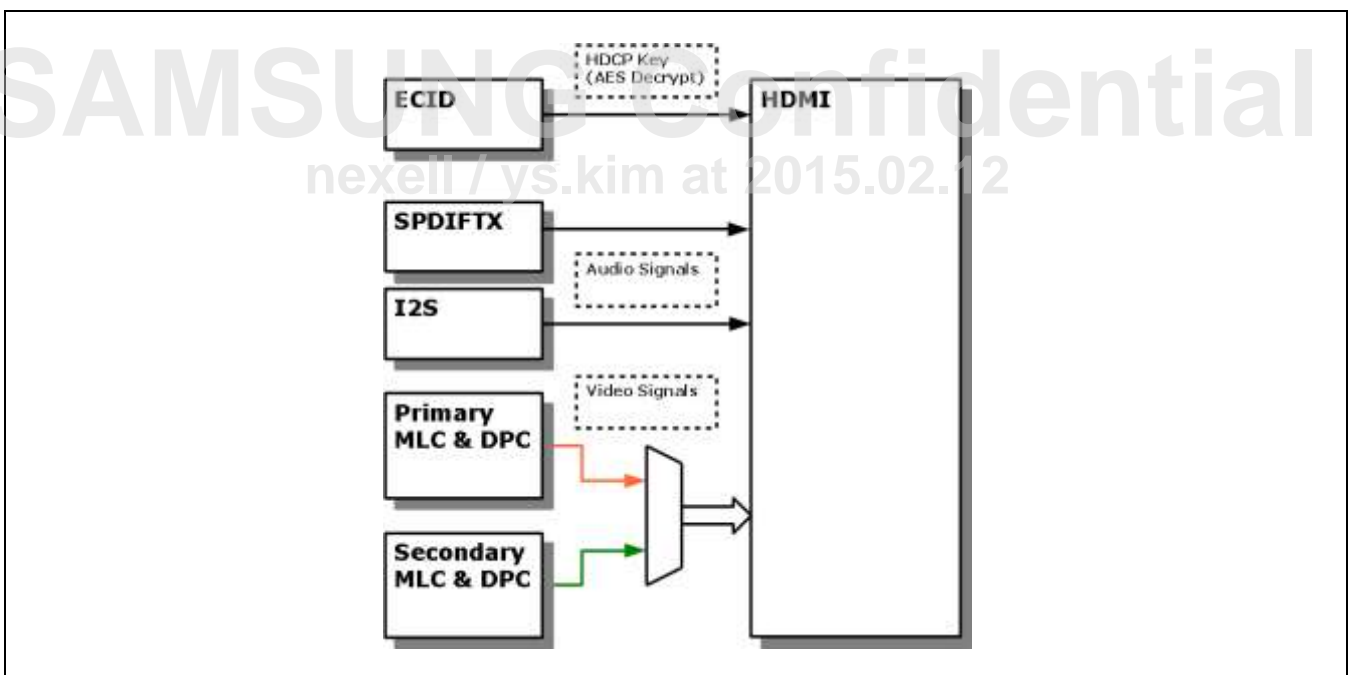 SAMSUNG Confidential
nexell / ys.kim at 2015.02.12
HDCP Key
(AES Decrypt)
ECID
HDMI
SPDIFTX
Audio Signals
I2S
Video Signals
Primary
MLC & DPC
Secondary
MLC & DPC